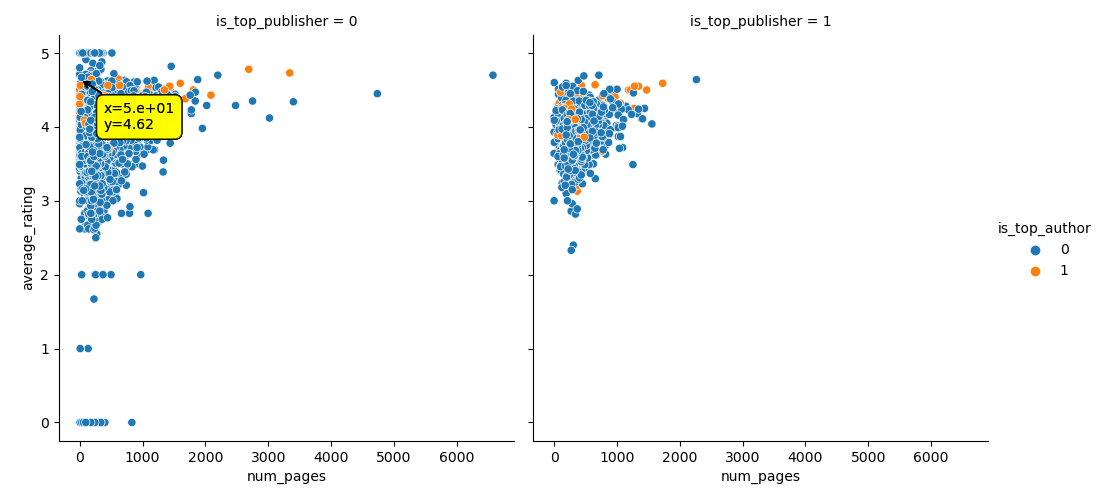 is_top_publisher = 0
is_top_publisher = 1
5
4
3
2
1
0
average_rating
x=5.e+01
y=4.62
0 1000 2000 3000 4000 5000 6000
num_pages
0 1000 2000 3000 4000 5000 6000
num_pages
is_top_author
0
1